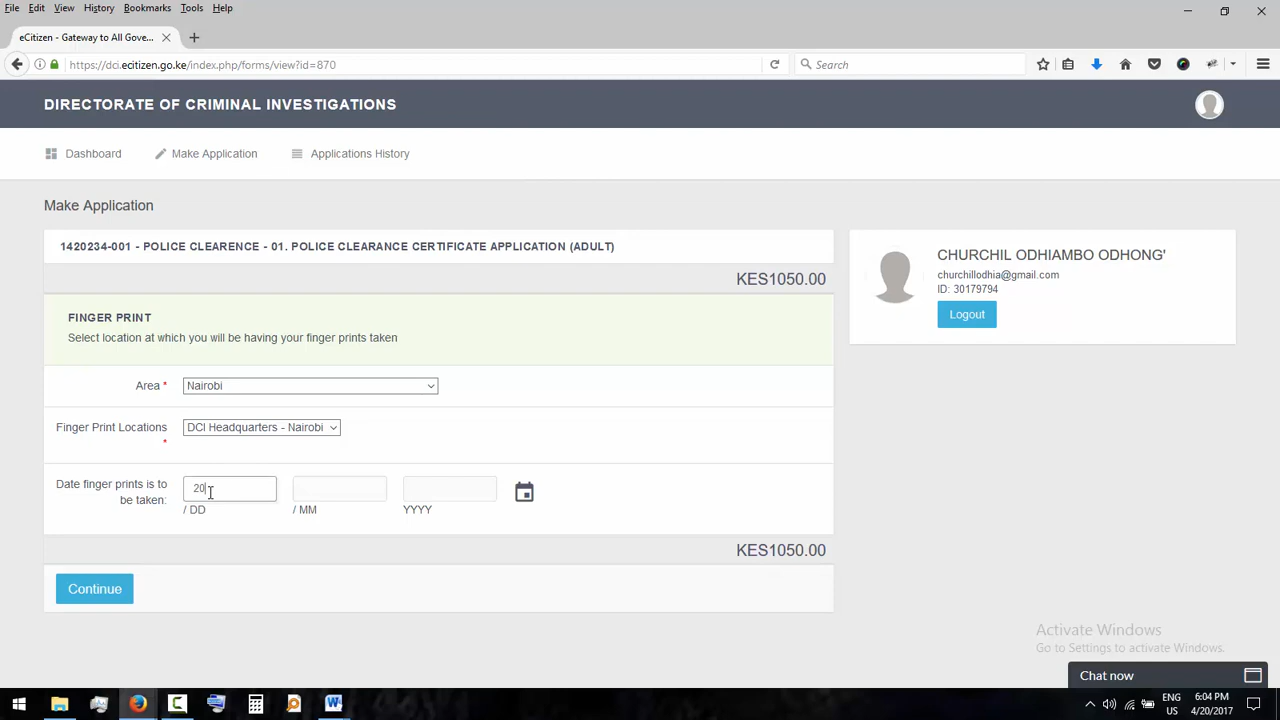 File Edit View History Bookmarks Tools Help
eCitizen - Gateway to All Gove...
https://dci.ecitizen.go.ke/index.php/forms/view?id=870
Search
DIRECTORATE OF CRIMINAL INVESTIGATIONS
Dashboard Make Application Applications History
Make Application
1420234-001 - POLICE CLEARENCE - 01. POLICE CLEARANCE CERTIFICATE APPLICATION (ADULT)
KES1050.00
FINGER PRINT
Select location at which you will be having your finger prints taken
Area * Nairobi
Finger Print Locations DCI Headquarters - Nairobi
*
Date finger prints is to
be taken:
20
/ DD / MM YYYY
KES1050.00
Continue
CHURCHIL ODHIAMBO ODHONG'
churchillodhia@gmail.com
ID: 30179794
Logout
Activate Windows
Go to Settings to activate Windows.
Chat now
ENG
US
6:04 PM
4/20/2017